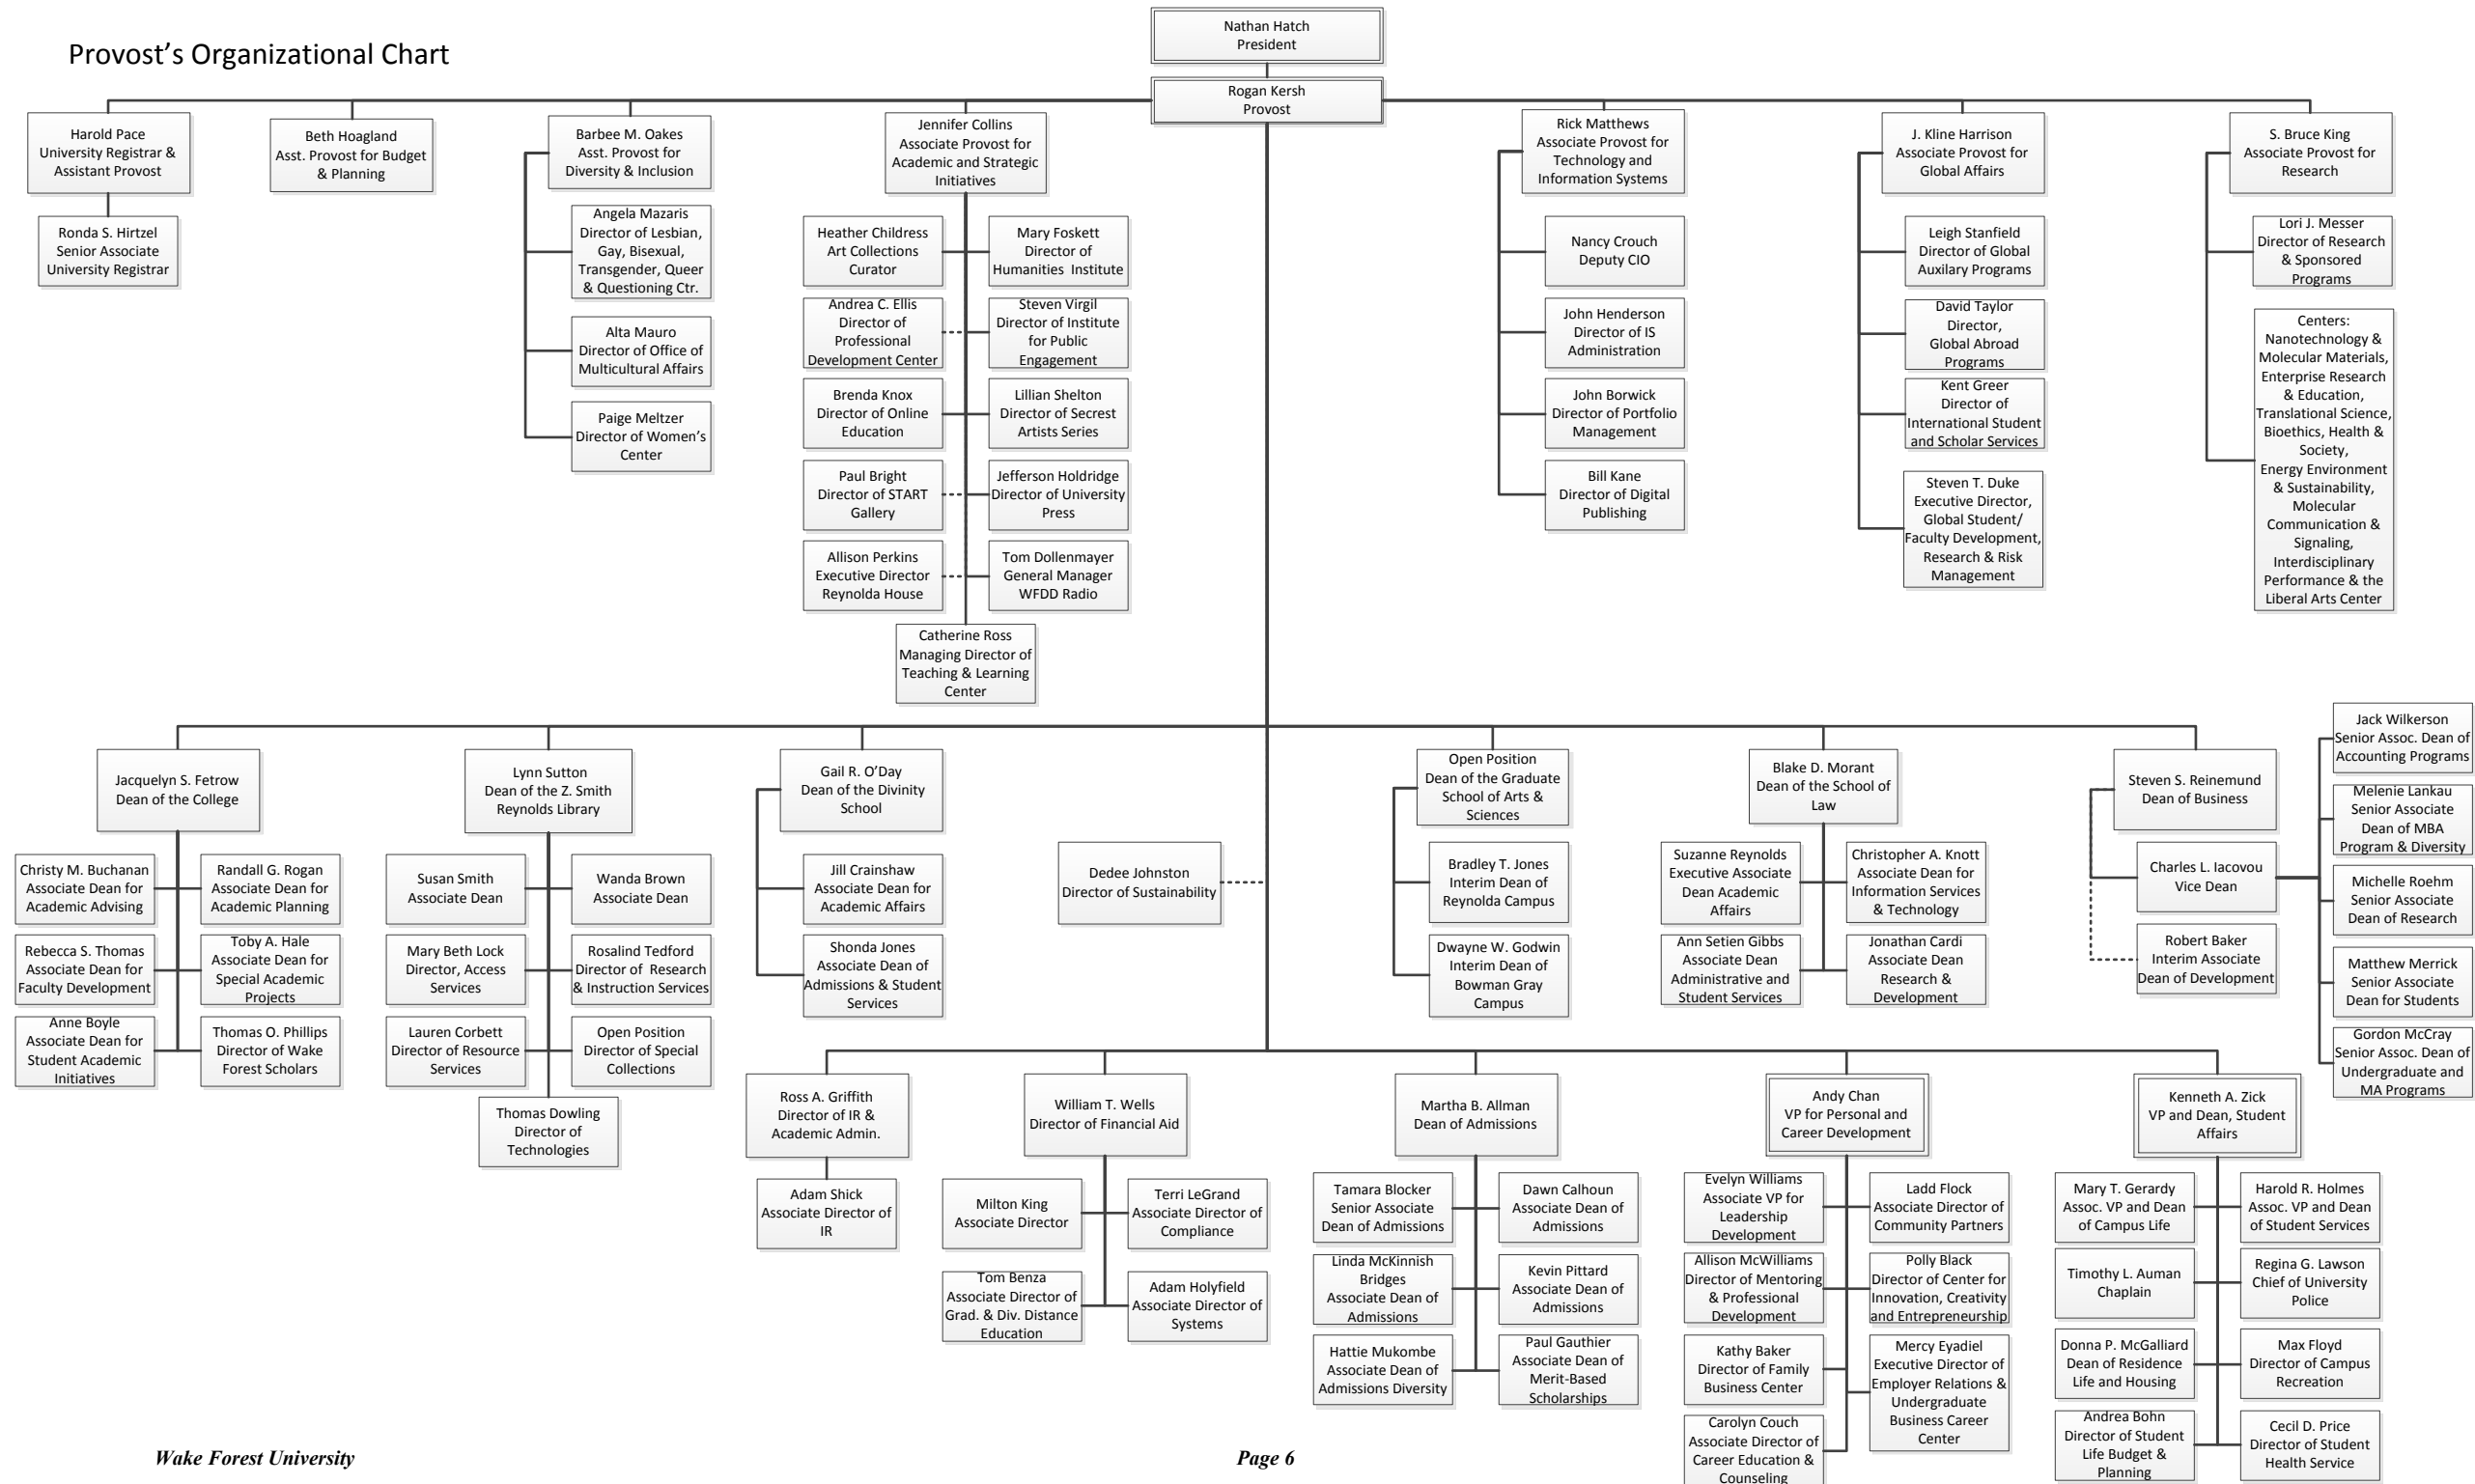 Provost’s Organizational Chart
Nathan Hatch
President
Rogan Kersh
Provost
Harold Pace
University Registrar &
Assistant Provost
Ronda S. Hirtzel
Senior Associate
University Registrar
Beth Hoagland
Asst. Provost for Budget
& Planning
Barbee M. Oakes
Asst. Provost for
Diversity & Inclusion
Angela Mazaris
Director of Lesbian,
Gay, Bisexual,
Transgender, Queer
& Questioning Ctr.
Alta Mauro
Director of Office of
Multicultural Affairs
Paige Meltzer
Director of Women’s
Center
Jennifer Collins
Associate Provost for
Academic and Strategic
Initiatives
Heather Childress
Art Collections
Curator
Mary Foskett
Director of
Humanities Institute
Andrea C. Ellis
Director of
Professional
Development Center
Steven Virgil
Director of Institute
for Public
Engagement
Brenda Knox
Director of Online
Education
Lillian Shelton
Director of Secrest
Artists Series
Paul Bright
Director of START
Gallery
Jefferson Holdridge
Director of University
Press
Allison Perkins
Executive Director
Reynolda House
Tom Dollenmayer
General Manager
WFDD Radio
Catherine Ross
Managing Director of
Teaching & Learning
Center
Rick Matthews
Associate Provost for
Technology and
Information Systems
Nancy Crouch
Deputy CIO
John Henderson
Director of IS
Administration
John Borwick
Director of Portfolio
Management
Bill Kane
Director of Digital
Publishing
J. Kline Harrison
Associate Provost for
Global Affairs
Leigh Stanfield
Director of Global
Auxilary Programs
David Taylor
Director,
Global Abroad
Programs
Kent Greer
Director of
International Student
and Scholar Services
Steven T. Duke
Executive Director,
Global Student/
Faculty Development,
Research & Risk
Management
S. Bruce King
Associate Provost for
Research
Lori J. Messer
Director of Research
& Sponsored
Programs
Centers:
Nanotechnology &
Molecular Materials,
Enterprise Research
& Education,
Translational Science,
Bioethics, Health &
Society,
Energy Environment
& Sustainability,
Molecular
Communication &
Signaling,
Interdisciplinary
Performance & the
Liberal Arts Center
Jacquelyn S. Fetrow
Dean of the College
Christy M. Buchanan
Associate Dean for
Academic Advising
Randall G. Rogan
Associate Dean for
Academic Planning
Rebecca S. Thomas
Associate Dean for
Faculty Development
Toby A. Hale
Associate Dean for
Special Academic
Projects
Anne Boyle
Associate Dean for
Student Academic
Initiatives
Thomas O. Phillips
Director of Wake
Forest Scholars
Lynn Sutton
Dean of the Z. Smith
Reynolds Library
Susan Smith
Associate Dean
Wanda Brown
Associate Dean
Mary Beth Lock
Director, Access
Services
Rosalind Tedford
Director of Research
& Instruction Services
Lauren Corbett
Director of Resource
Services
Open Position
Director of Special
Collections
Thomas Dowling
Director of
Technologies
Gail R. O’Day
Dean of the Divinity
School
Jill Crainshaw
Associate Dean for
Academic Affairs
Shonda Jones
Associate Dean of
Admissions & Student
Services
Dedee Johnston
Director of Sustainability
Open Position
Dean of the Graduate
School of Arts &
Sciences
Bradley T. Jones
Interim Dean of
Reynolda Campus
Dwayne W. Godwin
Interim Dean of
Bowman Gray
Campus
Blake D. Morant
Dean of the School of
Law
Suzanne Reynolds
Executive Associate
Dean Academic
Affairs
Christopher A. Knott
Associate Dean for
Information Services
& Technology
Ann Setien Gibbs
Associate Dean
Administrative and
Student Services
Jonathan Cardi
Associate Dean
Research &
Development
Steven S. Reinemund
Dean of Business
Charles L. Iacovou
Vice Dean
Robert Baker
Interim Associate
Dean of Development
Jack Wilkerson
Senior Assoc. Dean of
Accounting Programs
Melenie Lankau
Senior Associate
Dean of MBA
Program & Diversity
Michelle Roehm
Senior Associate
Dean of Research
Matthew Merrick
Senior Associate
Dean for Students
Gordon McCray
Senior Assoc. Dean of
Undergraduate and
MA Programs
Ross A. Griffith
Director of IR &
Academic Admin.
Adam Shick
Associate Director of
IR
William T. Wells
Director of Financial Aid
Milton King
Associate Director
Terri LeGrand
Associate Director of
Compliance
Tom Benza
Associate Director of
Grad. & Div. Distance
Education
Adam Holyfield
Associate Director of
Systems
Martha B. Allman
Dean of Admissions
Tamara Blocker
Senior Associate
Dean of Admissions
Dawn Calhoun
Associate Dean of
Admissions
Linda McKinnish
Bridges
Associate Dean of
Admissions
Kevin Pittard
Associate Dean of
Admissions
Hattie Mukombe
Associate Dean of
Admissions Diversity
Paul Gauthier
Associate Dean of
Merit-Based
Scholarships
Andy Chan
VP for Personal and
Career Development
Evelyn Williams
Associate VP for
Leadership
Development
Ladd Flock
Associate Director of
Community Partners
Allison McWilliams
Director of Mentoring
& Professional
Development
Polly Black
Director of Center for
Innovation, Creativity
and Entrepreneurship
Kathy Baker
Director of Family
Business Center
Mercy Eyadiel
Executive Director of
Employer Relations &
Undergraduate
Business Career
Center
Carolyn Couch
Associate Director of
Career Education &
Counseling
Kenneth A. Zick
VP and Dean, Student
Affairs
Mary T. Gerardy
Assoc. VP and Dean
of Campus Life
Harold R. Holmes
Assoc. VP and Dean
of Student Services
Timothy L. Auman
Chaplain
Regina G. Lawson
Chief of University
Police
Donna P. McGalliard
Dean of Residence
Life and Housing
Max Floyd
Director of Campus
Recreation
Andrea Bohn
Director of Student
Life Budget &
Planning
Cecil D. Price
Director of Student
Health Service
Wake Forest University
Page 6